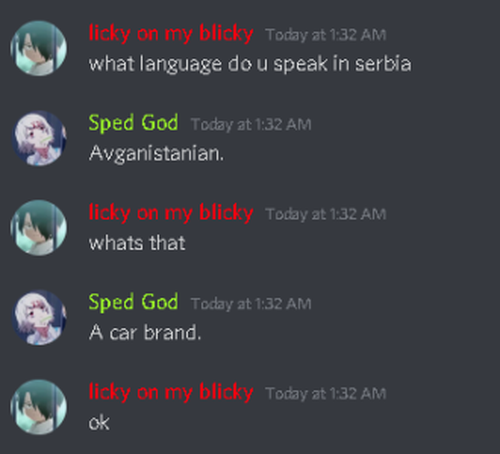 licky on my blicky Today at 1:32 AM
what language do u speak in serbia
Sped God Today at 1:32 AM
Avganistanian.
licky on my blicky Today at 1:32 AM
whats that
Sped God Today at 1:32 AM
A car brand.
licky on my blicky Today at 1:32 AM
ok